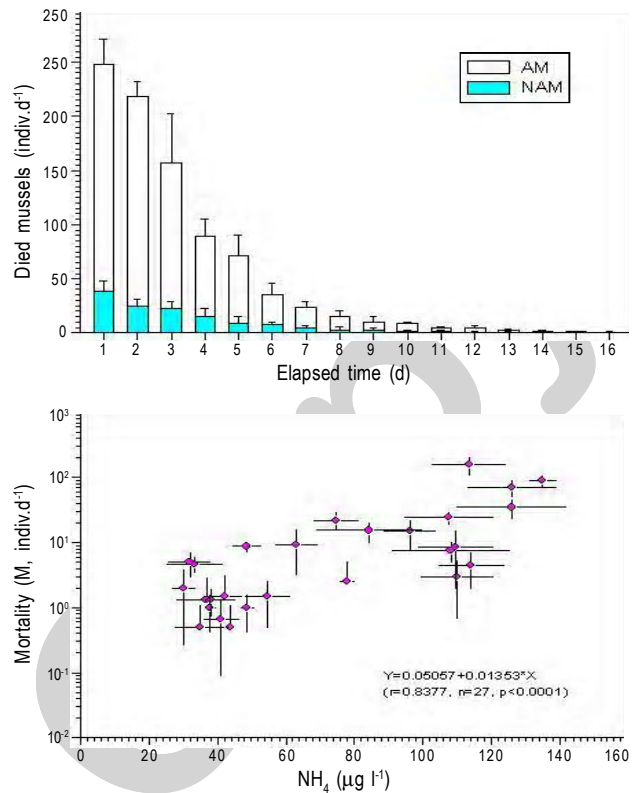 250
250
200
250
100
50
0
Died mussels (indiv.d-1)
AM
NAM
1 2 3 4 5 6 7 8 9 10 11 12 13 14 15 16
Elapsed time (d)
10³
10²
10¹
10⁰
10-¹
10-²
Mortality (M, indiv.d-¹)
Y=0.05057+0.01353*X
(r=0.8377, n=27, p<0.0001)
0 20 40 60 80 100 120 140 160
NH₄ (µg l-¹)